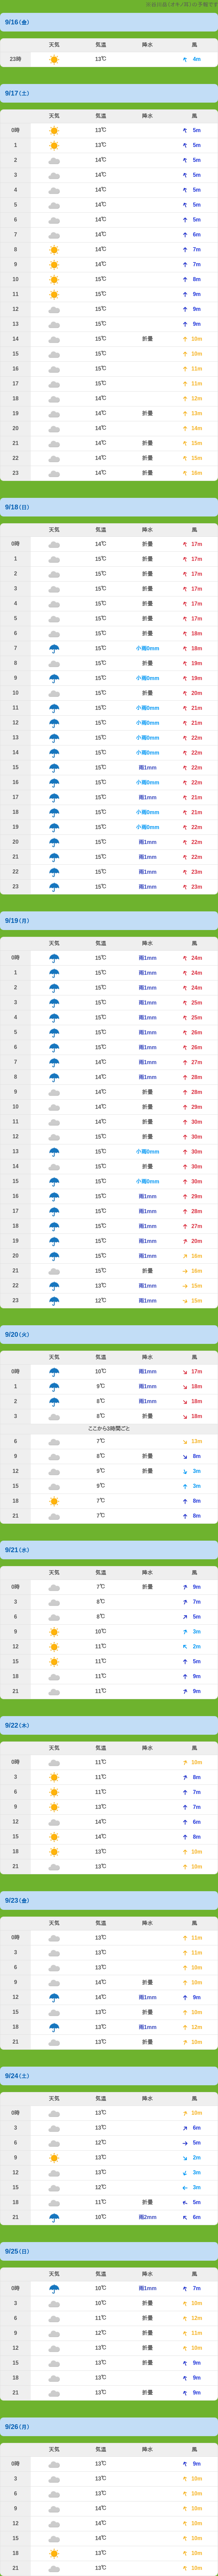 ※谷川岳(オキノ耳)の予報です
9/16(金)
天気 気温 降水 風
23時 13℃ 4m
9/17(土)
天気 気温 降水 風
0時 13℃ 5m
1 13℃ 5m
2 14℃ 5m
3 14℃ 5m
4 14℃ 5m
5 14℃ 5m
6 14℃ 5m
7 14℃ 6m
8 14℃ 7m
9 14℃ 7m
10 15℃ 8m
11 15℃ 9m
12 15℃ 9m
13 15℃ 9m
14 15℃ 折畳 10m
15 15℃ 10m
16 15℃ 11m
17 15℃ 11m
18 14℃ 12m
19 14℃ 折畳 13m
20 14℃ 14m
21 14℃ 折畳 15m
22 14℃ 折畳 15m
23 14℃ 折畳 16m
9/18(日)
天気 気温 降水 風
0時 14℃ 折畳 17m
1 15℃ 折畳 17m
2 15℃ 折畳 17m
3 14℃ 折畳 17m
4 15℃ 折畳 17m
5 15℃ 折畳 17m
6 15℃ 折畳 18m
7 15℃ 小雨0mm 18m
8 15℃ 折畳 19m
9 15℃ 小雨0mm 19m
10 15℃ 折畳 20m
11 15℃ 小雨0mm 21m
12 15℃ 小雨0mm 21m
13 15℃ 小雨0mm 22m
14 15℃ 小雨0mm 22m
15 15℃ 雨1mm 22m
16 15℃ 小雨0mm 22m
17 15℃ 雨1mm 21m
18 15℃ 小雨0mm 21m
19 15℃ 小雨0mm 22m
20 15℃ 雨1mm 22m
21 15℃ 雨1mm 22m
22 15℃ 雨1mm 23m
23 15℃ 雨1mm 23m
9/19(月)
天気 気温 降水 風
0時 15℃ 雨1mm 24m
1 15℃ 雨1mm 24m
2 15℃ 雨1mm 24m
3 15℃ 雨1mm 25m
4 15℃ 雨1mm 25m
5 15℃ 雨1mm 26m
6 15℃ 雨1mm 26m
7 14℃ 雨1mm 27m
8 14℃ 雨1mm 28m
9 14℃ 折畳 28m
10 14℃ 折畳 29m
11 14℃ 折畳 30m
12 15℃ 折畳 30m
13 15℃ 小雨0mm 30m
14 15℃ 折畳 30m
15 15℃ 小雨0mm 30m
16 15℃ 雨1mm 29m
17 15℃ 雨1mm 28m
18 15℃ 雨1mm 27m
19 15℃ 雨1mm 20m
20 15℃ 雨1mm 16m
21 15℃ 折畳 16m
22 13℃ 雨1mm 15m
23 12℃ 雨1mm 15m
9/20(火)
天気 気温 降水 風
0時 10℃ 雨1mm 17m
1 9℃ 雨1mm 18m
2 8℃ 雨1mm 18m
3 8℃ 折畳 18m
ここから3時間ごと
6 7℃ 13m
9 8℃ 折畳 8m
12 9℃ 折畳 3m
15 9℃ 3m
18 7℃ 8m
21 7℃ 8m
9/21(水)
天気 気温 降水 風
0時 7℃ 折畳 9m
3 8℃ 7m
6 8℃ 5m
9 10℃ 3m
12 11℃ 2m
15 11℃ 5m
18 11℃ 9m
21 11℃ 9m
9/22(木)
天気 気温 降水 風
0時 11℃ 10m
3 11℃ 8m
6 11℃ 7m
9 13℃ 7m
12 14℃ 6m
15 14℃ 8m
18 13℃ 10m
21 13℃ 10m
9/23(金)
天気 気温 降水 風
0時 13℃ 11m
3 13℃ 11m
6 13℃ 10m
9 14℃ 折畳 10m
12 14℃ 雨1mm 9m
15 13℃ 折畳 10m
18 13℃ 雨1mm 12m
21 13℃ 折畳 10m
9/24(土)
天気 気温 降水 風
0時 13℃ 10m
3 13℃ 6m
6 12℃ 5m
9 13℃ 2m
12 13℃ 3m
15 12℃ 3m
18 11℃ 折畳 5m
21 10℃ 雨2mm 6m
9/25(日)
天気 気温 降水 風
0時 10℃ 雨1mm 7m
3 10℃ 折畳 10m
6 11℃ 折畳 12m
9 12℃ 折畳 11m
12 13℃ 折畳 10m
15 13℃ 折畳 9m
18 13℃ 9m
21 13℃ 折畳 9m
9/26(月)
天気 気温 降水 風
0時 13℃ 9m
3 13℃ 10m
6 13℃ 10m
9 14℃ 10m
12 14℃ 10m
15 14℃ 10m
18 13℃ 10m
21 13℃ 10m